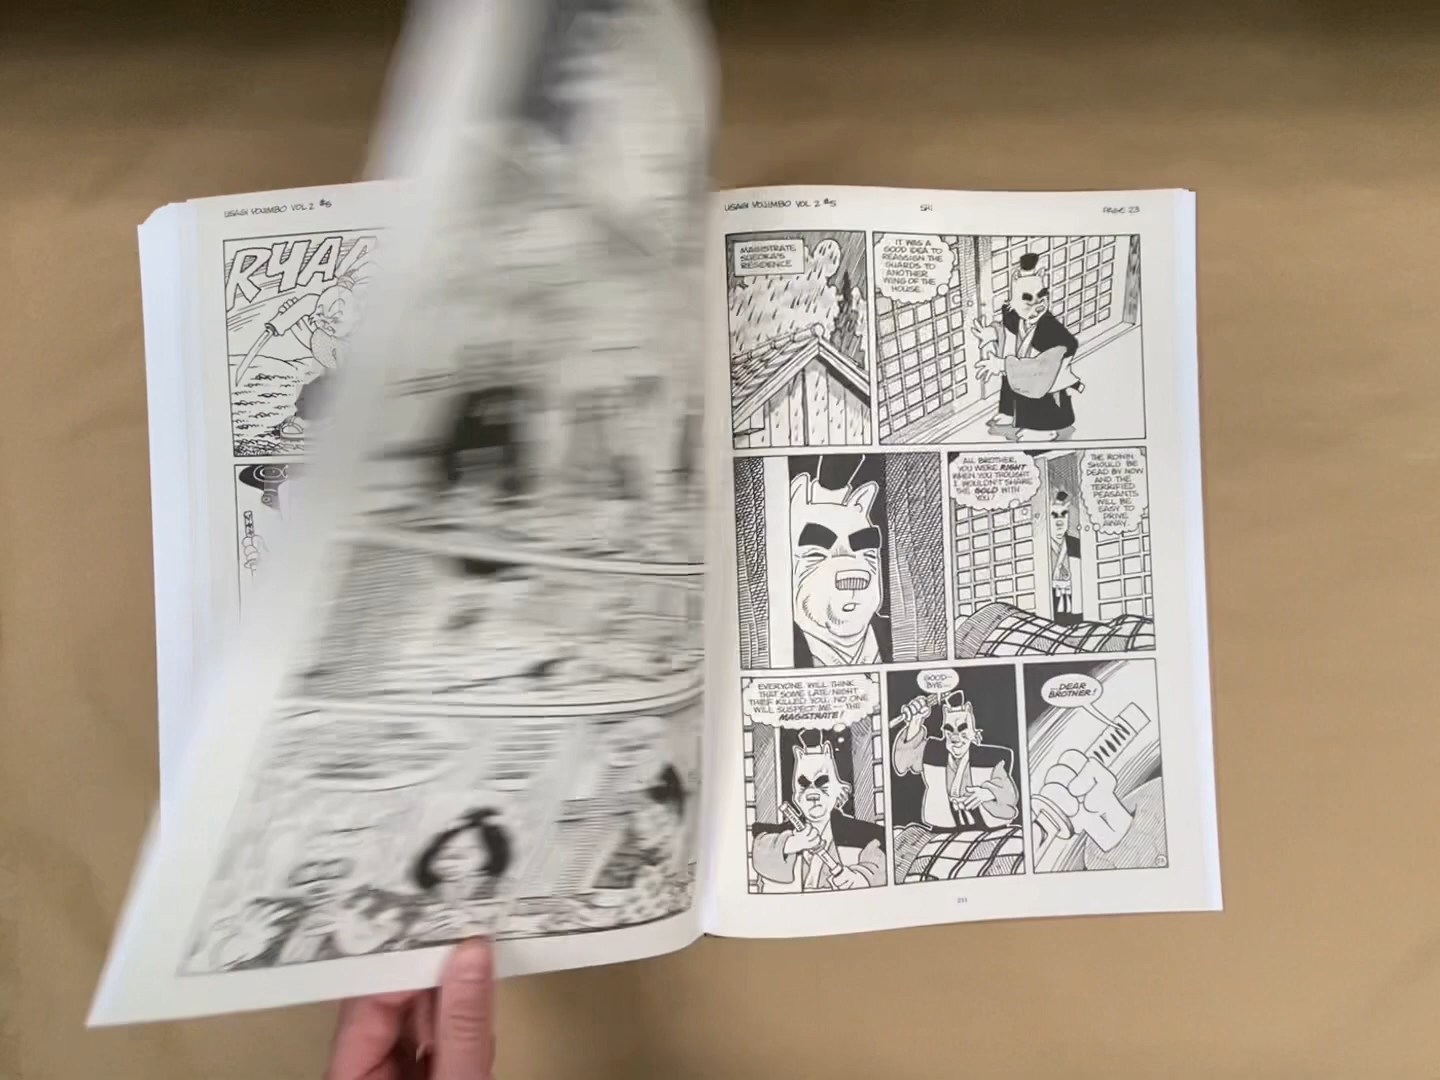 USAGI YOJIMBO VOL 2 #5
RYAA
USAGI YOJIMBO VOL 2 #5
SHI
PAGE 23
MAGISTRATE
SUEOKA'S
RESIDENCE
IT WAS A
GOOD IDEA TO
REASSIGN THE
GUARDS TO
ANOTHER
WING OF THE
HOUSE.
AH, BROTHER,
YOU WERE RIGHT
WHEN YOU THOUGHT
I WOULDN'T SHARE
THE GOLD WITH
YOU!
THE RONIN
SHOULD BE
DEAD BY NOW
AND THE
TERRIFIED
PEASANTS
WILL BE
EASY TO
DRIVE
AWAY.
EVERYONE WILL THINK
THAT SOME LATE-NIGHT
THIEF KILLED YOU. NO ONE
WILL SUSPECT ME -- THE
MAGISTRATE!
GOOD-
BYE--
...DEAR
BROTHER!
23
251